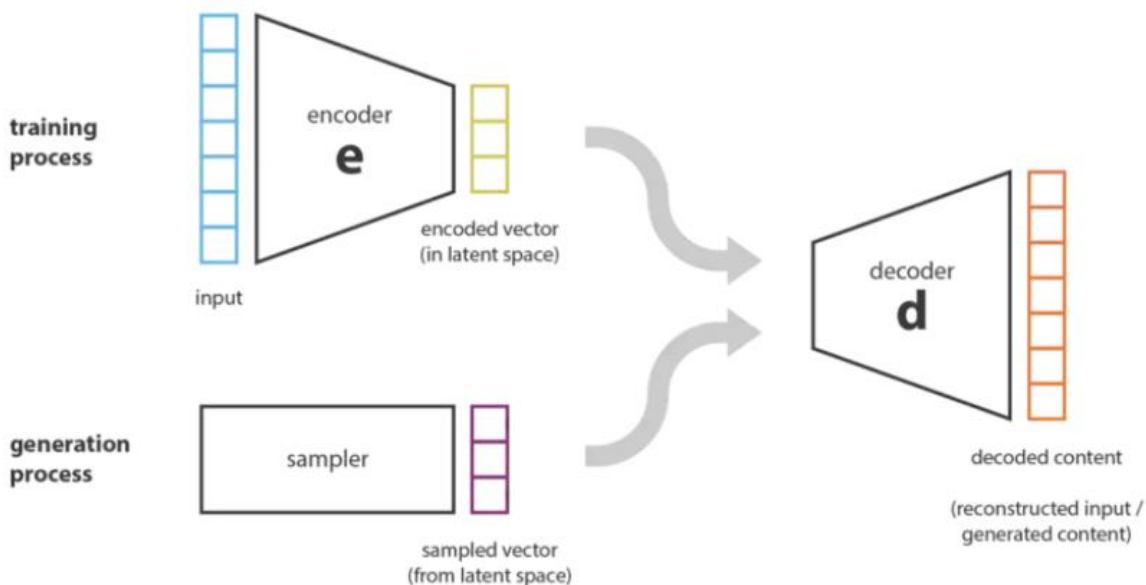 training
process
encoder
e
encoded vector
(in latent space)
input
decoder
d
generation
process
sampler
sampled vector
(from latent space)
decoded content
(reconstructed input /
generated content)